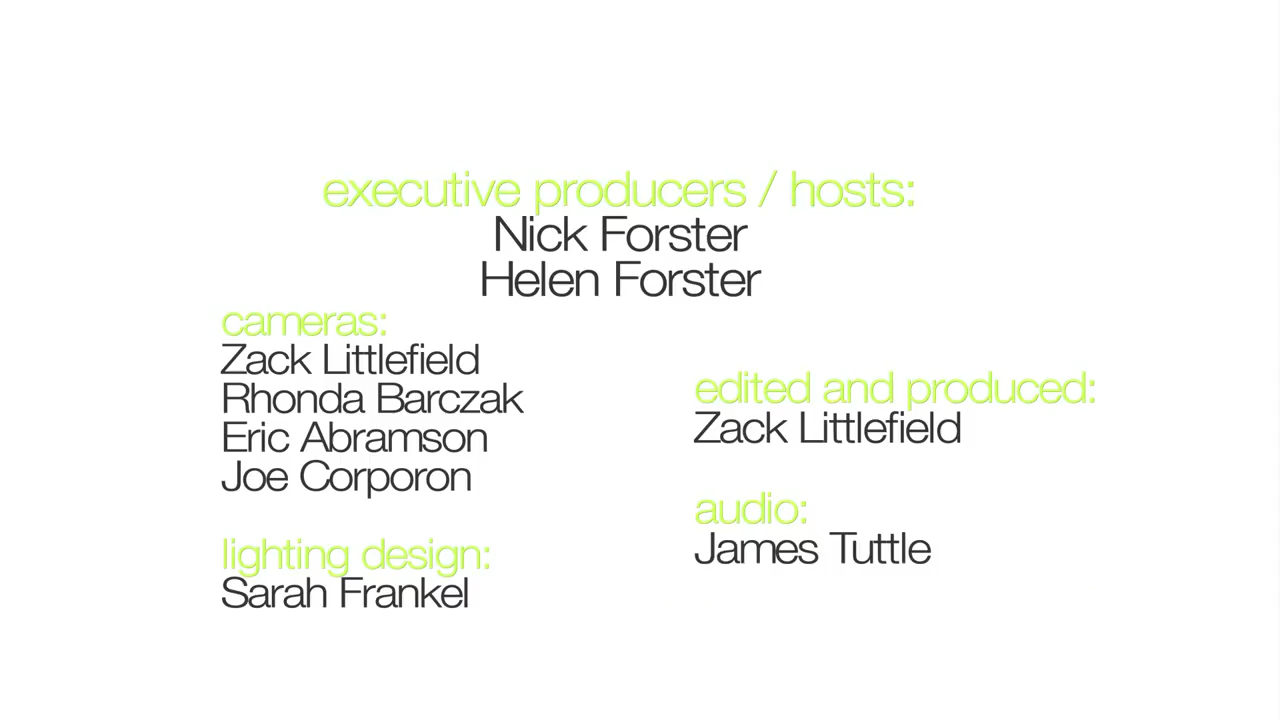 executive producers / hosts:
Nick Forster
Helen Forster
cameras:
Zack Littlefield
Rhonda Barczak
Eric Abramson
Joe Corporon
lighting design:
Sarah Frankel
edited and produced:
Zack Littlefield
audio:
James Tuttle